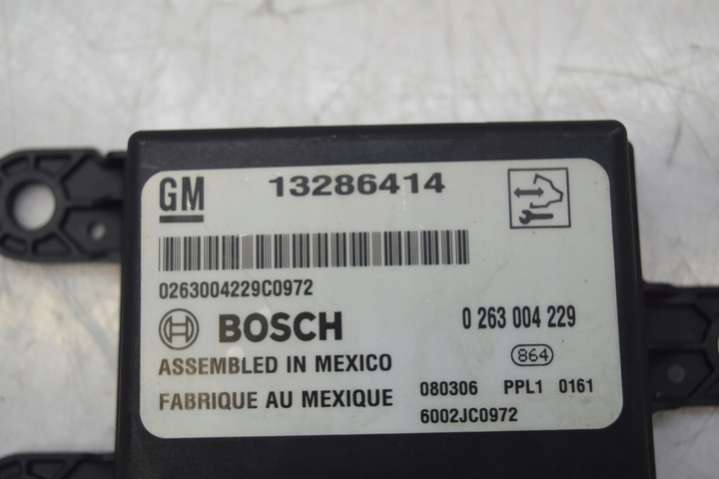 GM 13286414
0263004229C0972
BOSCH 0 263 004 229
864
ASSEMBLED IN MEXICO
080306 PPL1 0161
FABRIQUE AU MEXIQUE
6002JC0972